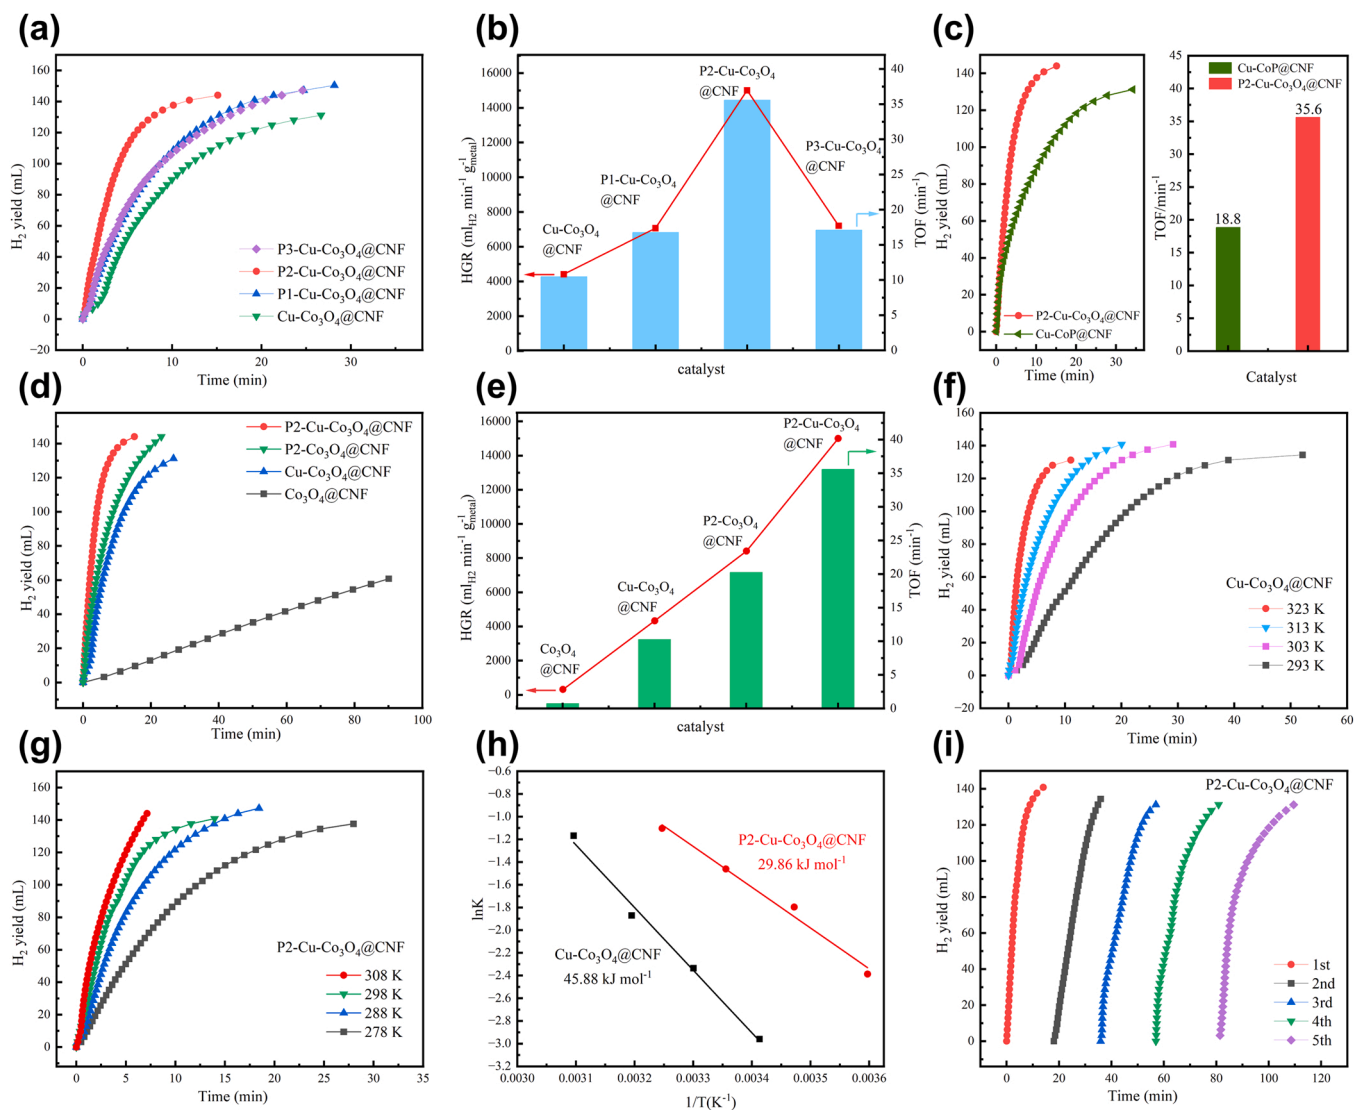 (a)
H₂ yield (mL)
160
140
120
100
80
60
40
20
0
−20
0
10
20
30
Time (min)
P3-Cu-Co₃O₄@CNF
P2-Cu-Co₃O₄@CNF
P1-Cu-Co₃O₄@CNF
Cu-Co₃O₄@CNF
(b)
HGR (ml_H2 min⁻¹ g⁻¹_metal)
16000
14000
12000
10000
8000
6000
4000
2000
0
Cu-Co₃O₄
@CNF
P1-Cu-Co₃O₄
@CNF
P2-Cu-Co₃O₄
@CNF
P3-Cu-Co₃O₄
@CNF
40
35
30
25
20
15
10
5
0
TOF (min⁻¹)
catalyst
(c)
H₂ yield (mL)
140
120
100
80
60
40
20
0
P2-Cu-Co₃O₄@CNF
Cu-CoP@CNF
0
10
20
30
Time (min)
TOF/min⁻¹
45
40
35
30
25
20
15
10
5
0
Cu-CoP@CNF
P2-Cu-Co₃O₄@CNF
18.8
35.6
Catalyst
(d)
H₂ yield (mL)
160
140
120
100
80
60
40
20
0
P2-Cu-Co₃O₄@CNF
P2-Co₃O₄@CNF
Cu-Co₃O₄@CNF
Co₃O₄@CNF
0
20
40
60
80
100
Time (min)
(e)
HGR (ml_H2 min⁻¹ g⁻¹_metal)
16000
14000
12000
10000
8000
6000
4000
2000
0
Co₃O₄
@CNF
Cu-Co₃O₄
@CNF
P2-Co₃O₄
@CNF
P2-Cu-Co₃O₄
@CNF
40
35
30
25
20
15
10
5
0
TOF (min⁻¹)
catalyst
(f)
H₂ yield (mL)
160
140
120
100
80
60
40
20
0
−20
Cu-Co₃O₄@CNF
323 K
313 K
303 K
293 K
0
10
20
30
40
50
60
Time (min)
(g)
H₂ yield (mL)
160
140
120
100
80
60
40
20
0
P2-Cu-Co₃O₄@CNF
308 K
298 K
288 K
278 K
0
5
10
15
20
25
30
35
Time (min)
(h)
lnK
−0.6
−0.8
−1.0
−1.2
−1.4
−1.6
−1.8
−2.0
−2.2
−2.4
−2.6
−2.8
−3.0
−3.2
P2-Cu-Co₃O₄@CNF
29.86 kJ mol⁻¹
Cu-Co₃O₄@CNF
45.88 kJ mol⁻¹
0.0030
0.0031
0.0032
0.0033
0.0034
0.0035
0.0036
1/T(K⁻¹)
(i)
H₂ yield (mL)
140
120
100
80
60
40
20
0
P2-Cu-Co₃O₄@CNF
1st
2nd
3rd
4th
5th
0
20
40
60
80
100
120
Time (min)